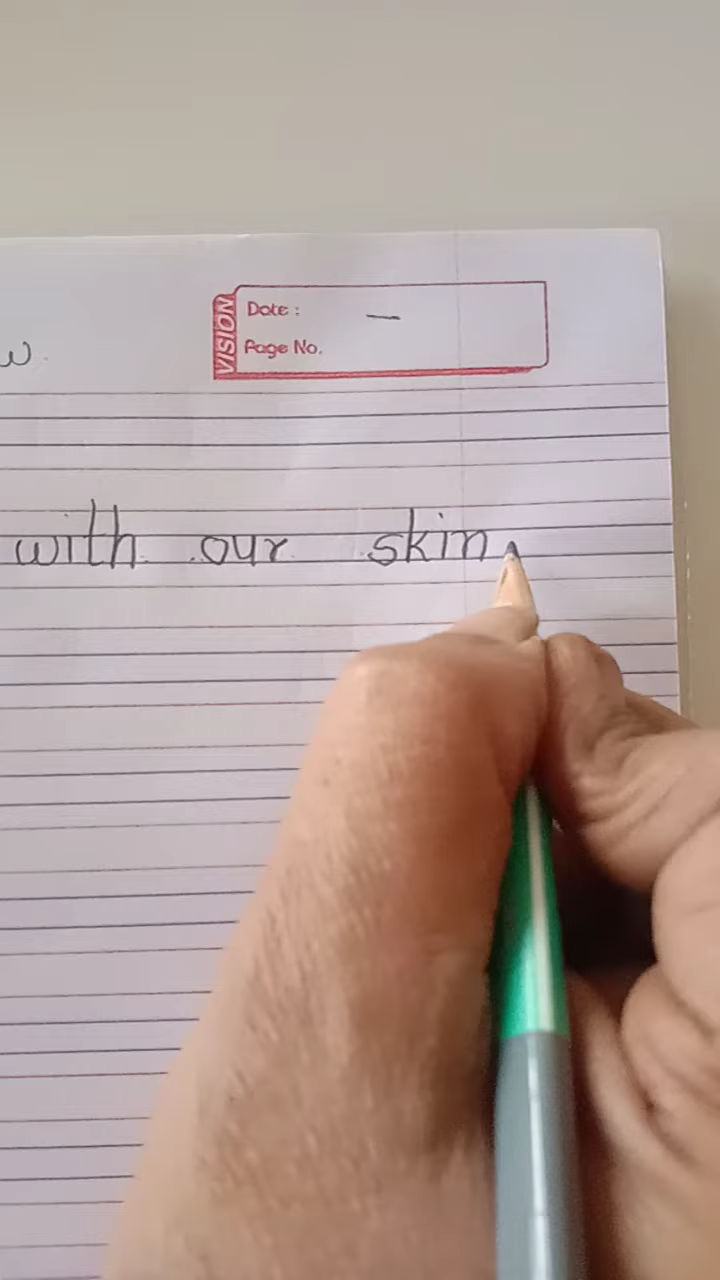 VISION
Date : —
Page No.
w.
with our skin.